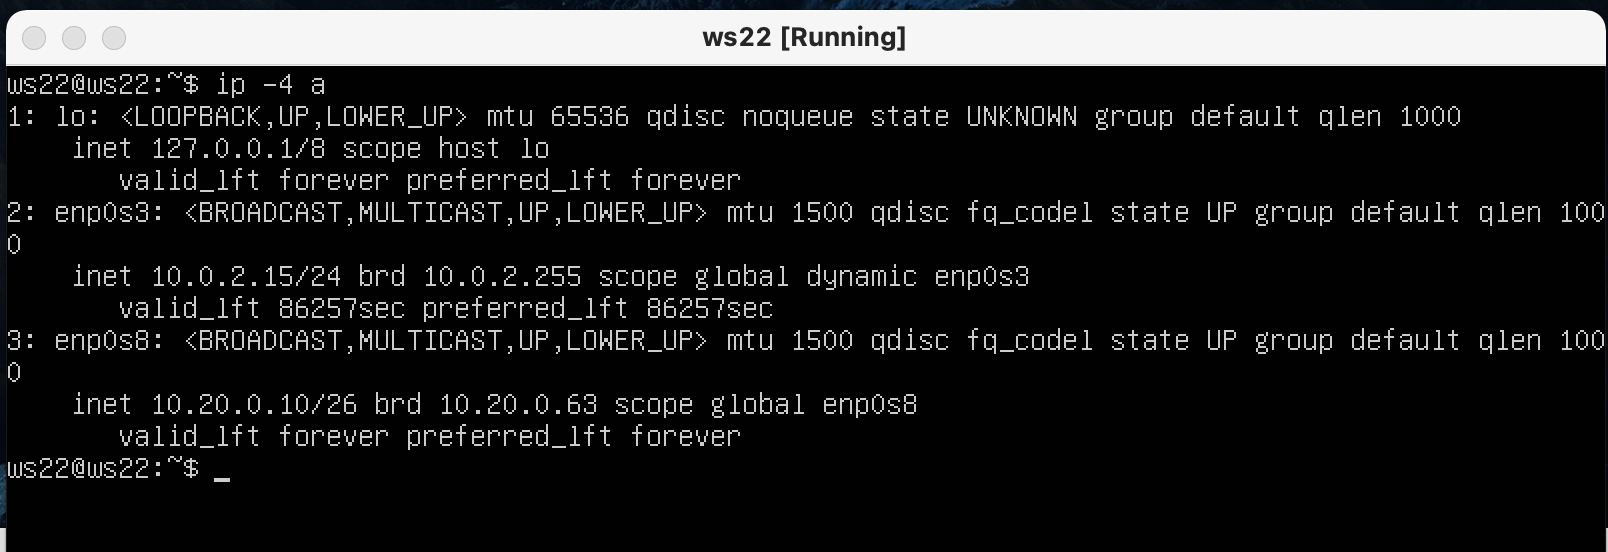 ws22 [Running]
ws22@ws22:~$ ip -4 a
1: lo: <LOOPBACK,UP,LOWER_UP> mtu 65536 qdisc noqueue state UNKNOWN group default qlen 1000
    inet 127.0.0.1/8 scope host lo
       valid_lft forever preferred_lft forever
2: enp0s3: <BROADCAST,MULTICAST,UP,LOWER_UP> mtu 1500 qdisc fq_codel state UP group default qlen 100
0
    inet 10.0.2.15/24 brd 10.0.2.255 scope global dynamic enp0s3
       valid_lft 86257sec preferred_lft 86257sec
3: enp0s8: <BROADCAST,MULTICAST,UP,LOWER_UP> mtu 1500 qdisc fq_codel state UP group default qlen 100
0
    inet 10.20.0.10/26 brd 10.20.0.63 scope global enp0s8
       valid_lft forever preferred_lft forever
ws22@ws22:~$ _